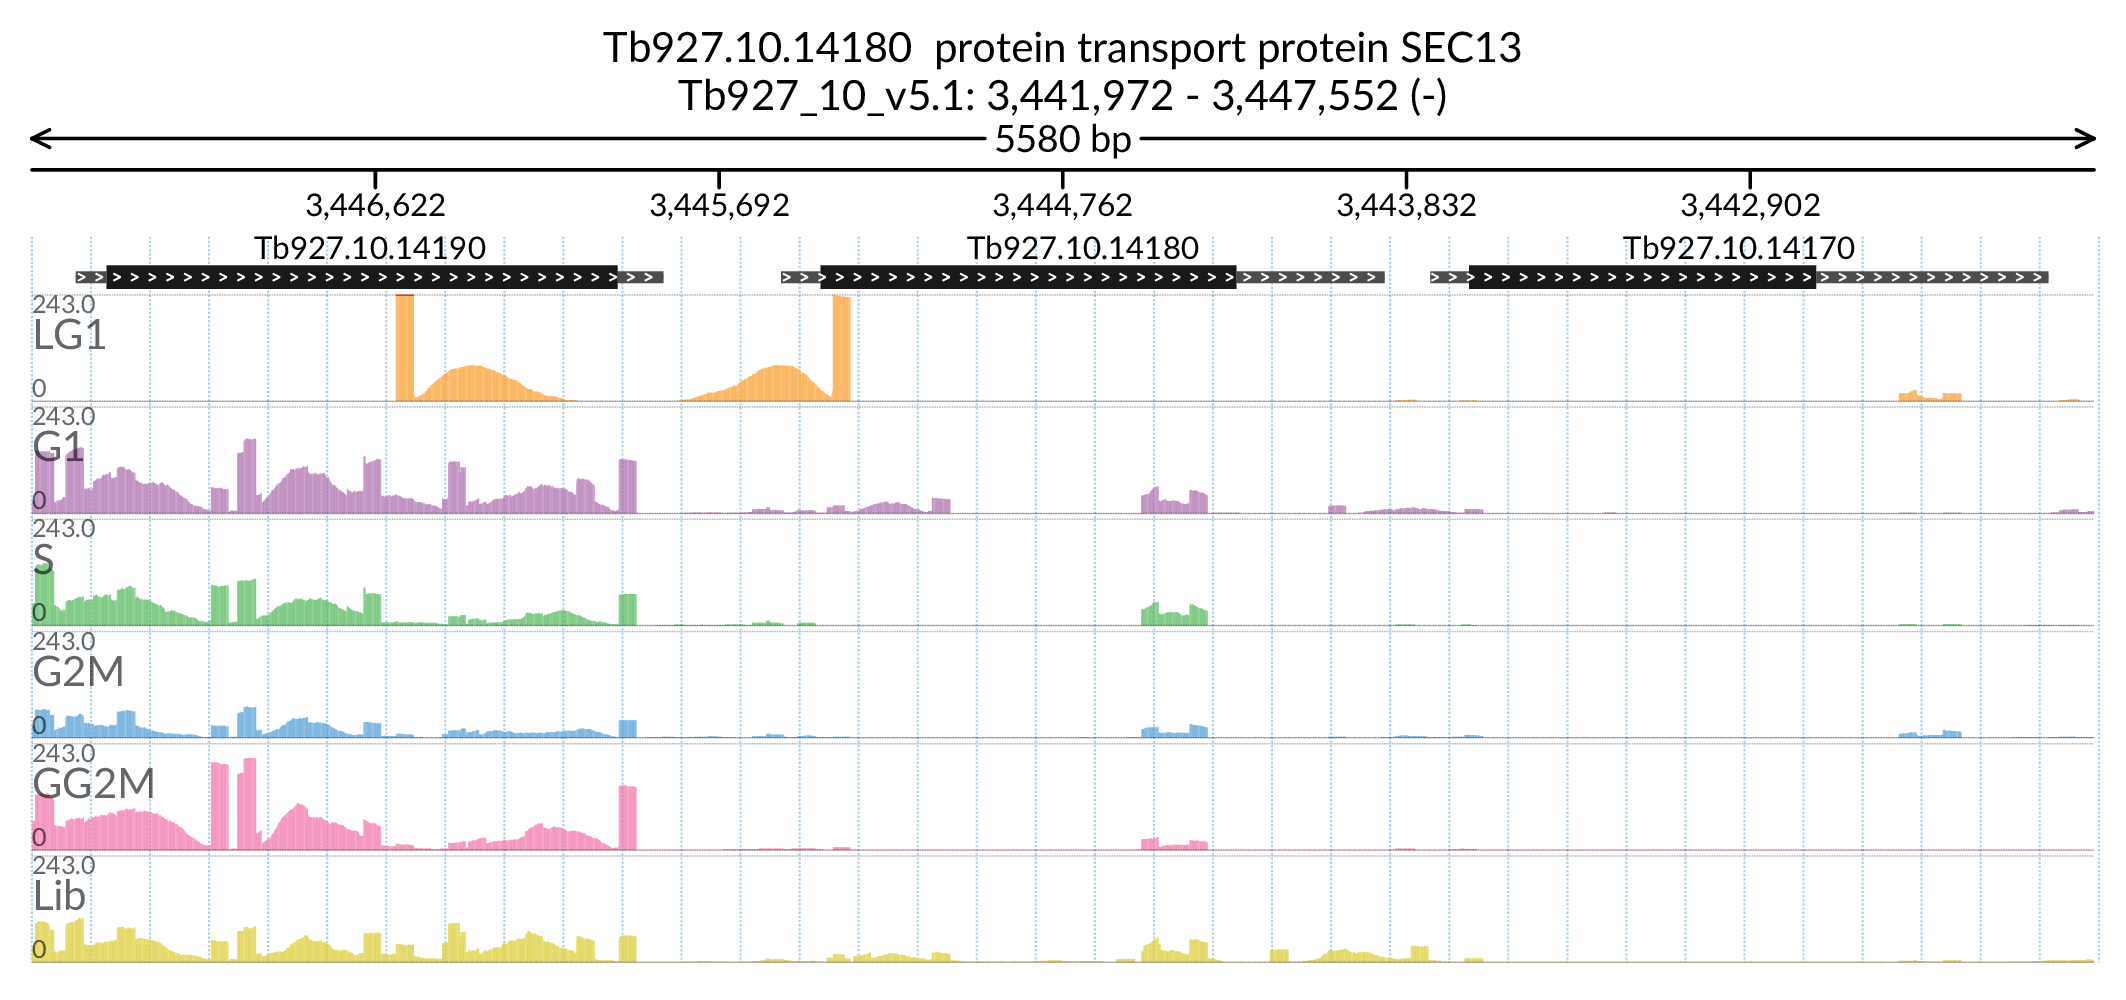 Tb927.10.14180  protein transport protein SEC13
Tb927_10_v5.1: 3,441,972 - 3,447,552 (-)
5580 bp
3,446,622 3,445,692 3,444,762 3,443,832 3,442,902
Tb927.10.14190 Tb927.10.14180 Tb927.10.14170
243.0
LG1
0
243.0
G1
0
243.0
S
0
243.0
G2M
0
243.0
GG2M
0
243.0
Lib
0